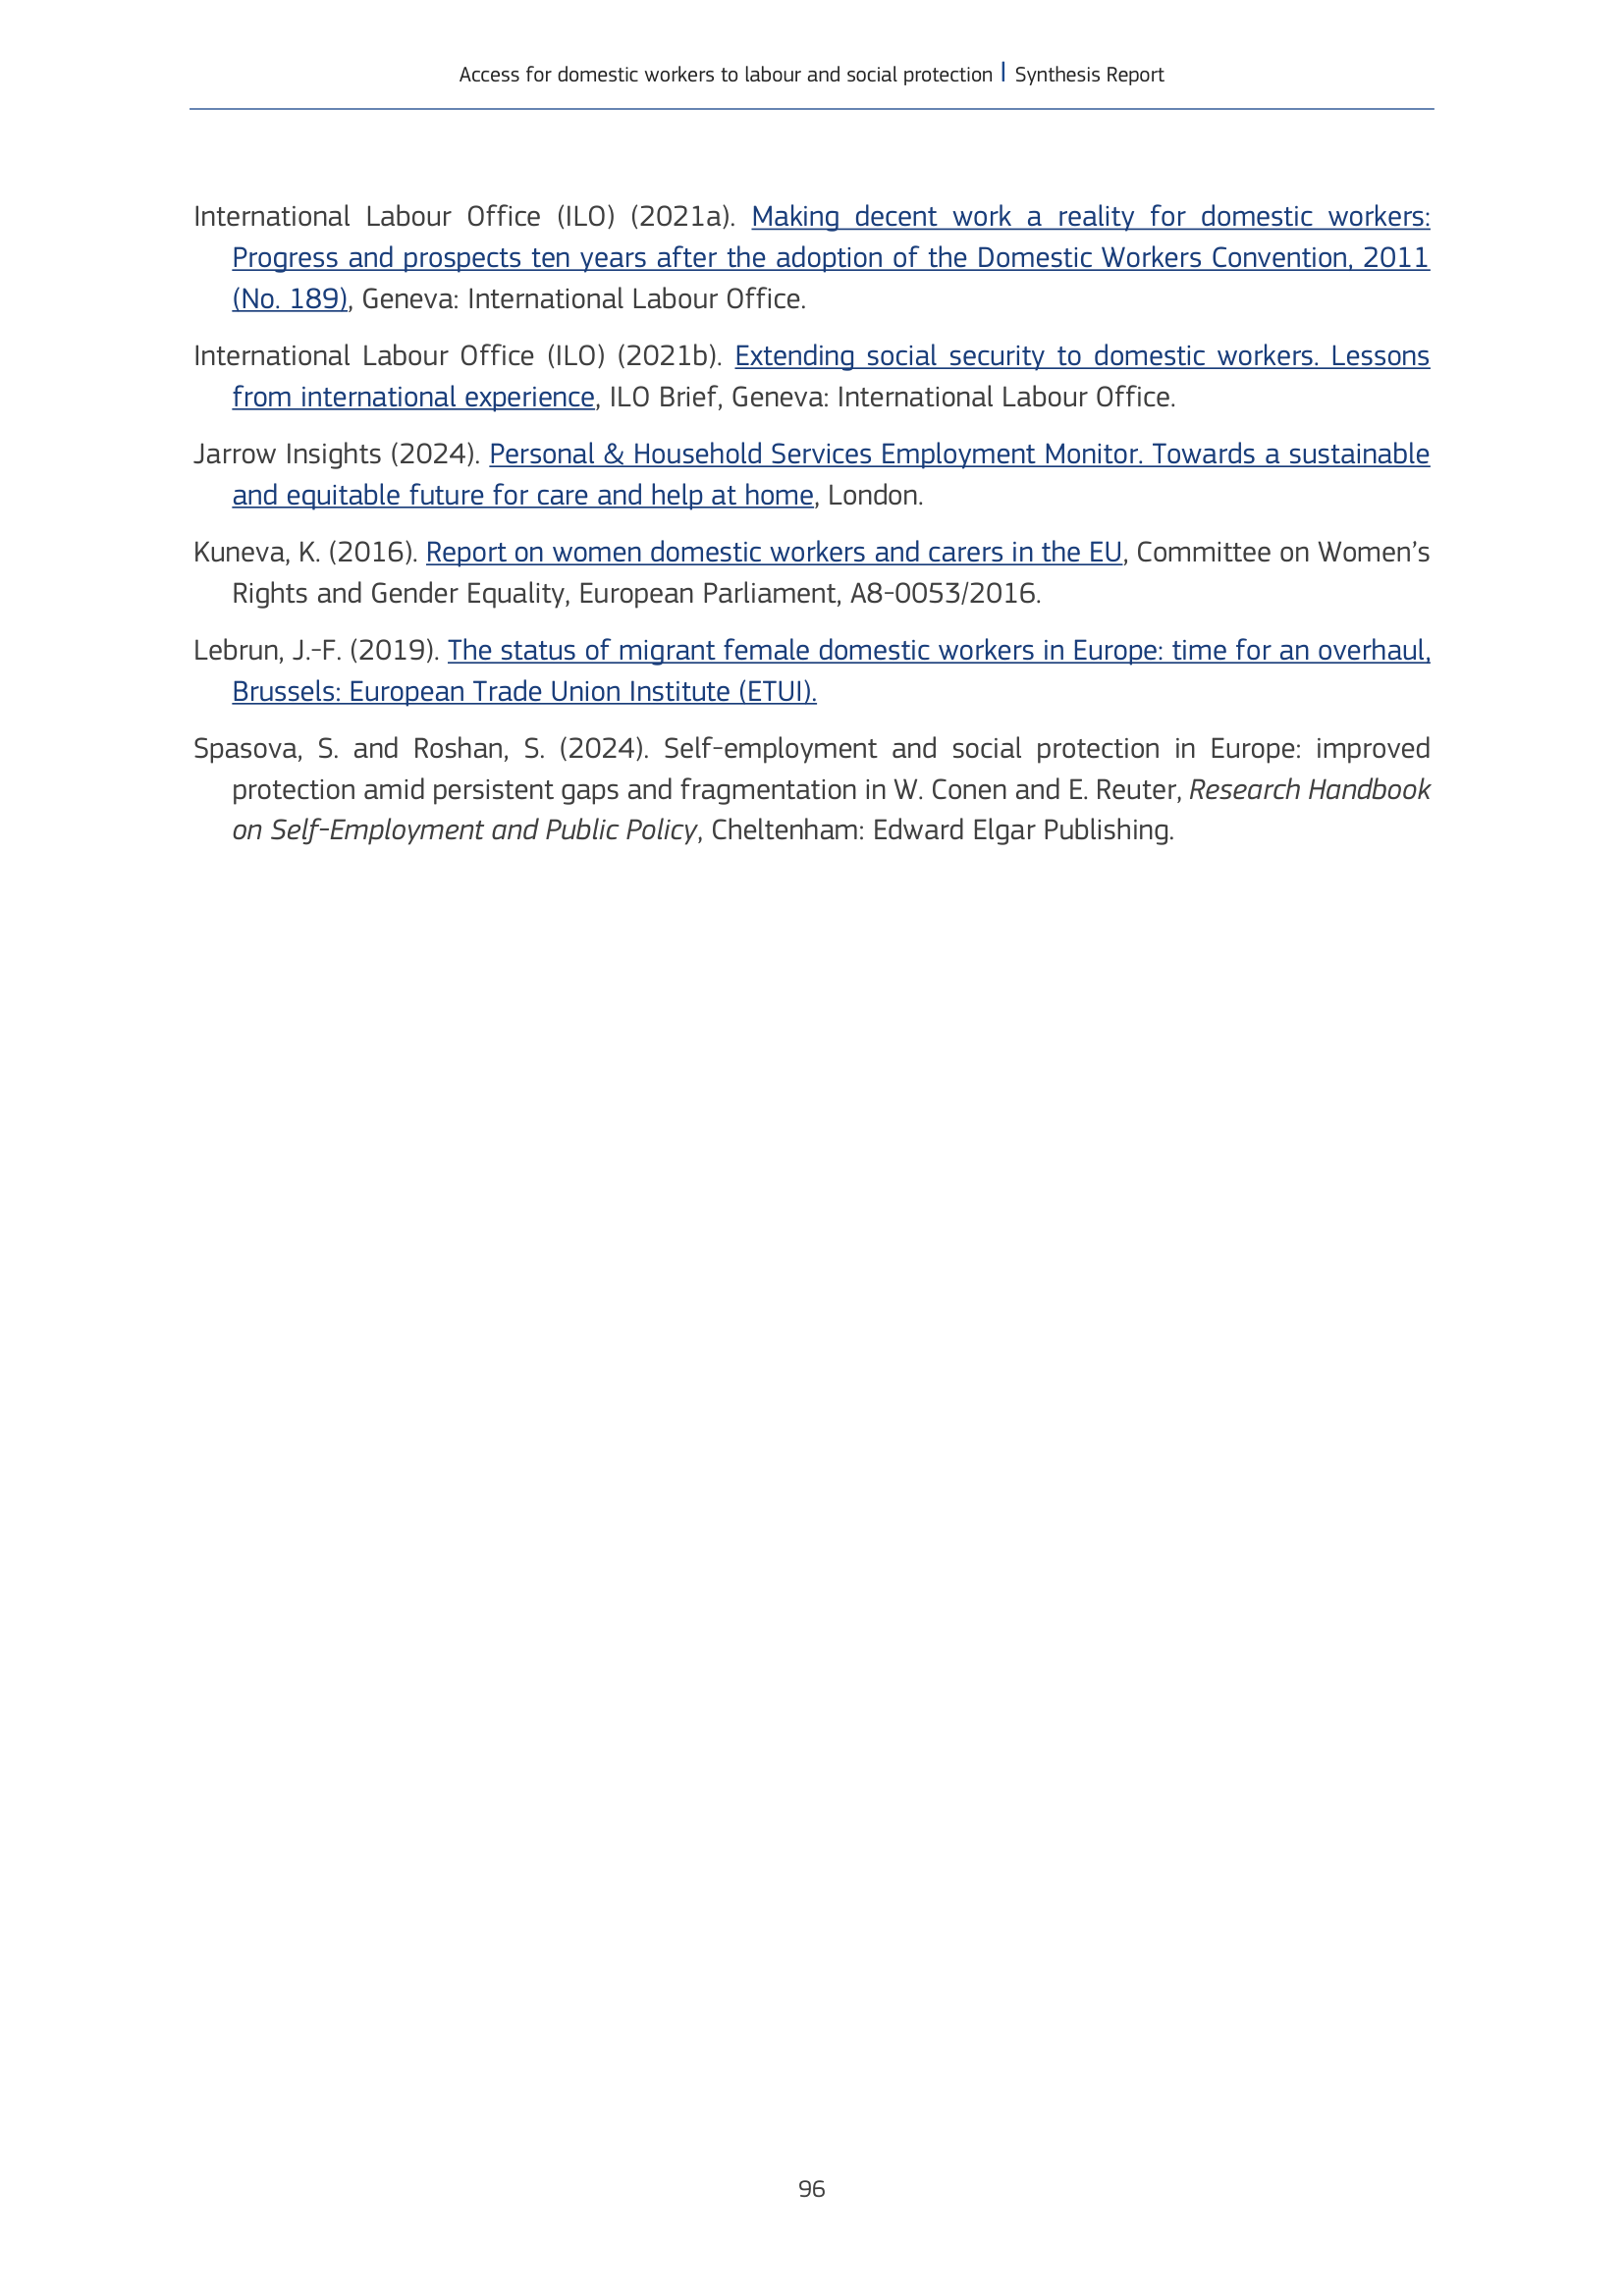 Access for domestic workers to labour and social protection | Synthesis Report
International Labour Office (ILO) (2021a). Making decent work a reality for domestic workers:
Progress and prospects ten years after the adoption of the Domestic Workers Convention, 2011
(No. 189), Geneva: International Labour Office.
International Labour Office (ILO) (2021b). Extending social security to domestic workers. Lessons
from international experience, ILO Brief, Geneva: International Labour Office.
Jarrow Insights (2024). Personal & Household Services Employment Monitor. Towards a sustainable
and equitable future for care and help at home, London.
Kuneva, K. (2016). Report on women domestic workers and carers in the EU, Committee on Women’s
Rights and Gender Equality, European Parliament, A8-0053/2016.
Lebrun, J.-F. (2019). The status of migrant female domestic workers in Europe: time for an overhaul,
Brussels: European Trade Union Institute (ETUI).
Spasova, S. and Roshan, S. (2024). Self-employment and social protection in Europe: improved
protection amid persistent gaps and fragmentation in W. Conen and E. Reuter, Research Handbook
on Self-Employment and Public Policy, Cheltenham: Edward Elgar Publishing.
96